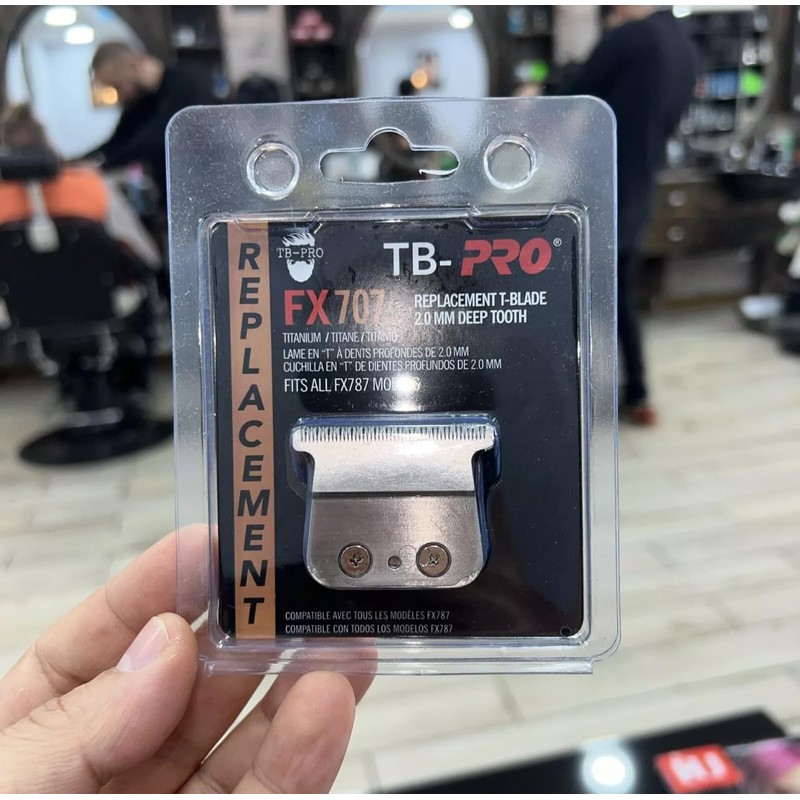 REPLACEMENT
TB-PRO
TB-PRO®
FX707
REPLACEMENT T-BLADE
2.0 MM DEEP TOOTH
TITANIUM / TITANE / TITANIO
LAME EN "T" À DENTS PROFONDES DE 2.0 MM
CUCHILLA EN "T" DE DIENTES PROFUNDOS DE 2.0 MM
FITS ALL FX787
COMPATIBLE AVEC TOUS LES MODÈLES FX787
COMPATIBLE CON TODOS LOS MODELOS FX787